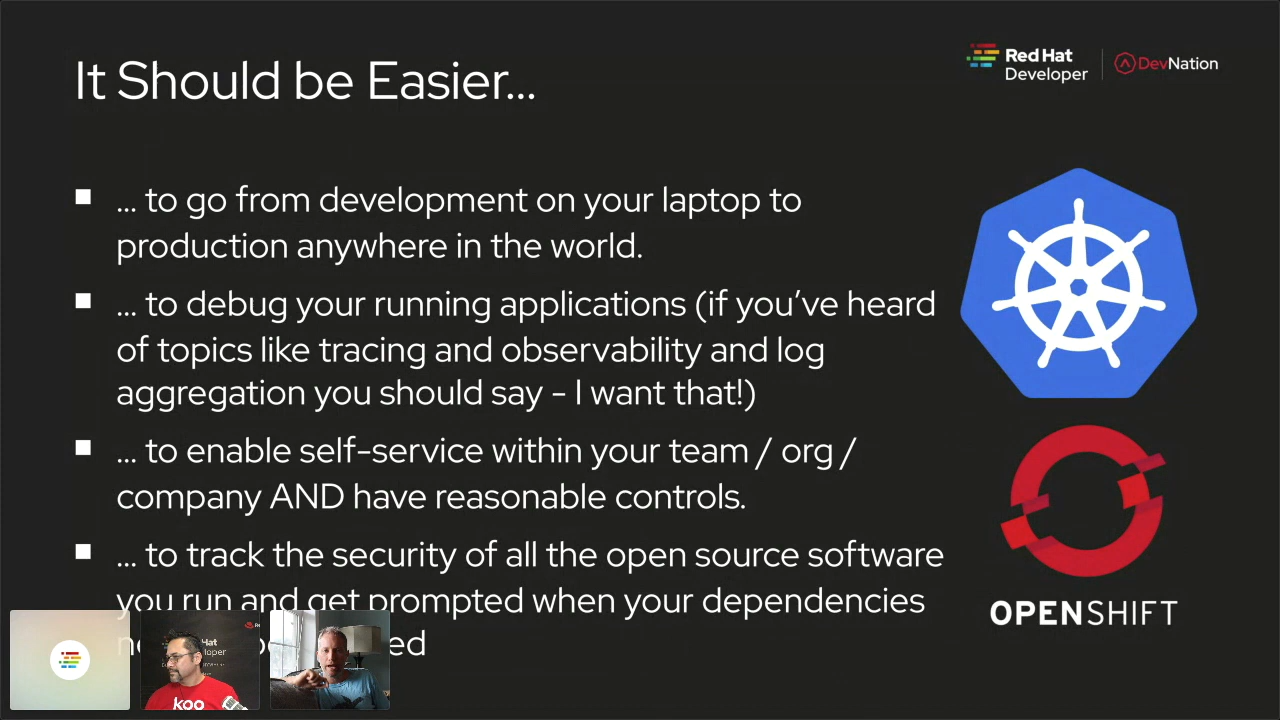 It Should be Easier...
Red Hat
Developer
DevNation
... to go from development on your laptop to
production anywhere in the world.
... to debug your running applications (if you’ve heard
of topics like tracing and observability and log
aggregation you should say - I want that!)
... to enable self-service within your team / org /
company AND have reasonable controls.
... to track the security of all the open source software
you run and get prompted when your dependencies
OPENSHIFT
koo